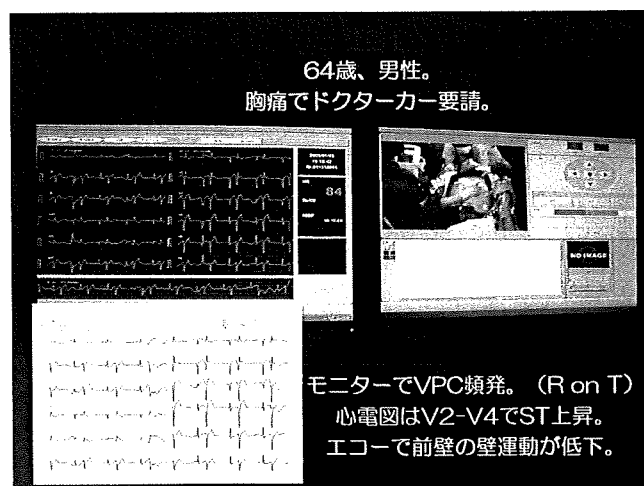 64歳、男性。
胸痛でドクターカー要請。
84
NO IMAGE
モニターでVPC頻発。（R on T）
心電図はV2-V4でST上昇。
エコーで前壁の壁運動が低下。